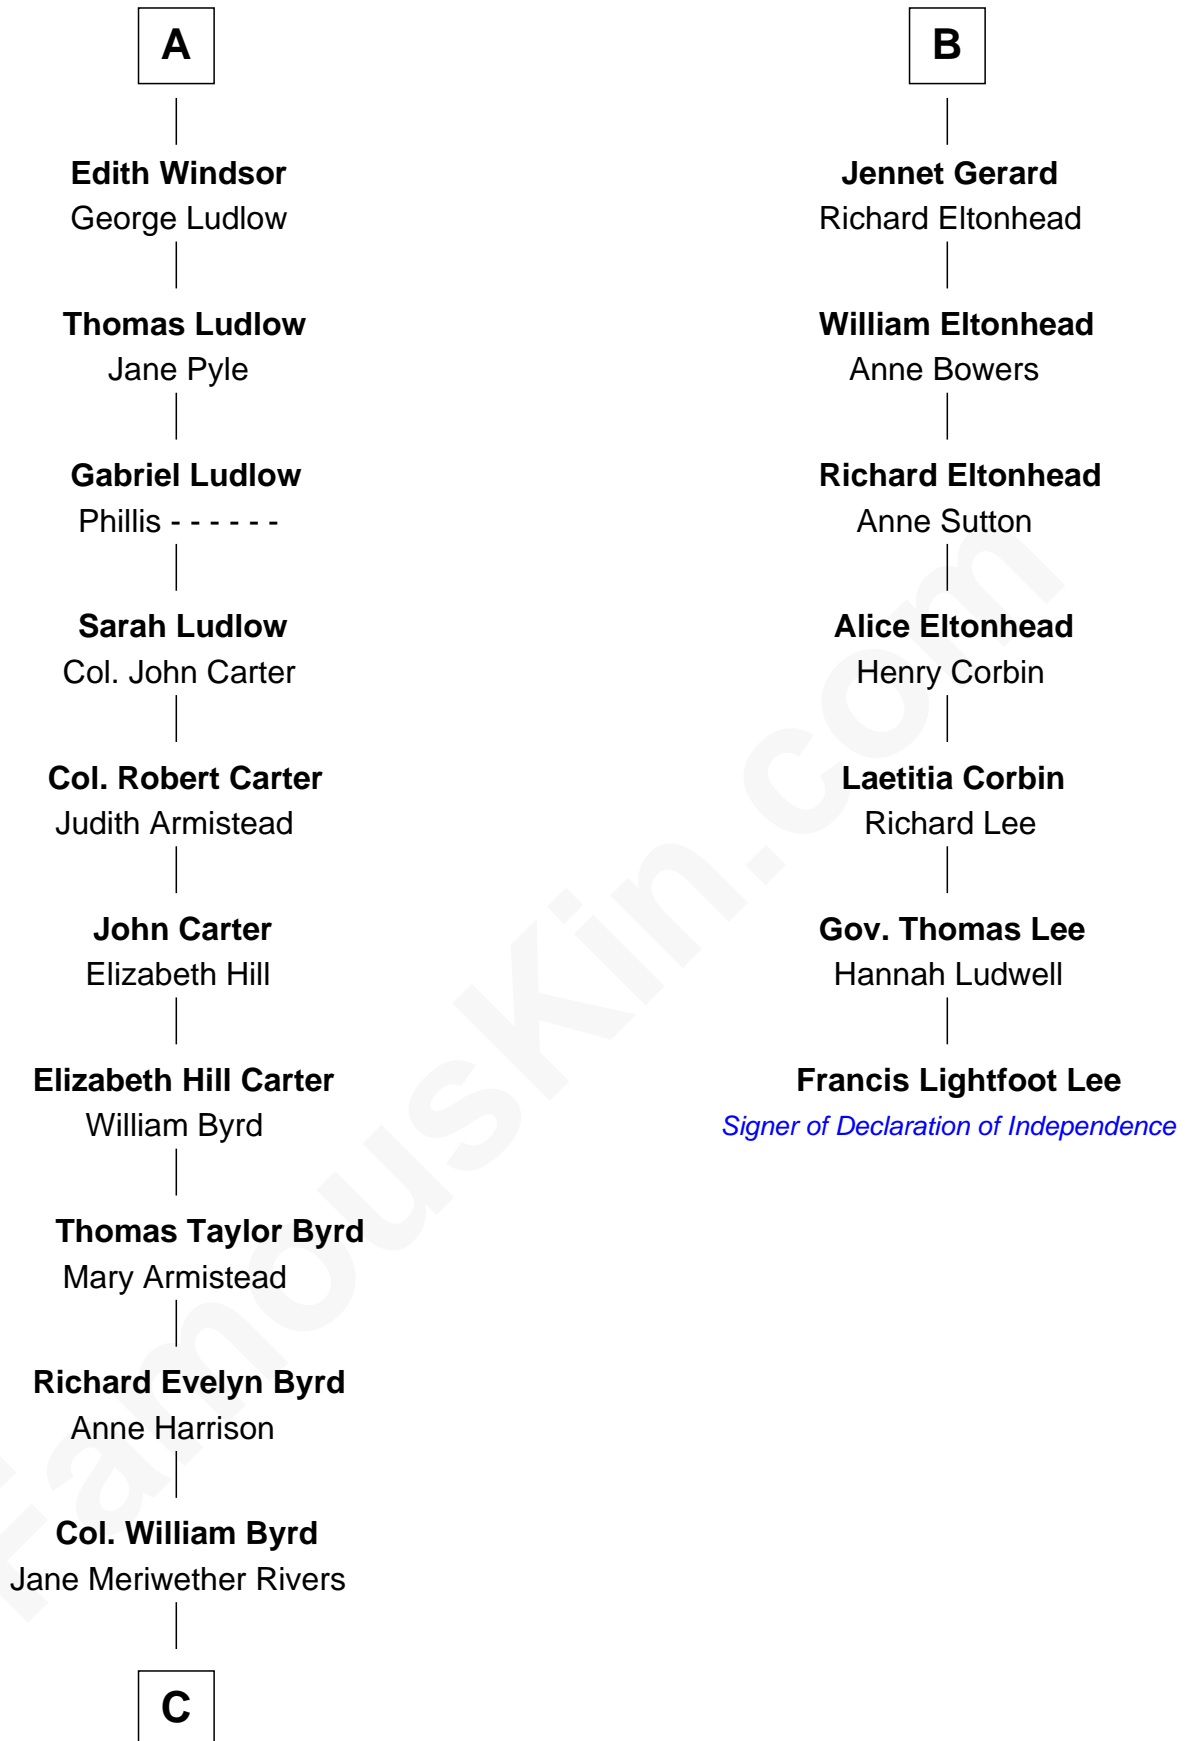 A
Edith Windsor
George Ludlow
Thomas Ludlow
Jane Pyle
Gabriel Ludlow
Phillis - - - - - -
Sarah Ludlow
Col. John Carter
Col. Robert Carter
Judith Armistead
John Carter
Elizabeth Hill
Elizabeth Hill Carter
William Byrd
Thomas Taylor Byrd
Mary Armistead
Richard Evelyn Byrd
Anne Harrison
Col. William Byrd
Jane Meriwether Rivers
C
B
Jennet Gerard
Richard Eltonhead
William Eltonhead
Anne Bowers
Richard Eltonhead
Anne Sutton
Alice Eltonhead
Henry Corbin
Laetitia Corbin
Richard Lee
Gov. Thomas Lee
Hannah Ludwell
Francis Lightfoot Lee
Signer of Declaration of Independence
FamousKin.com